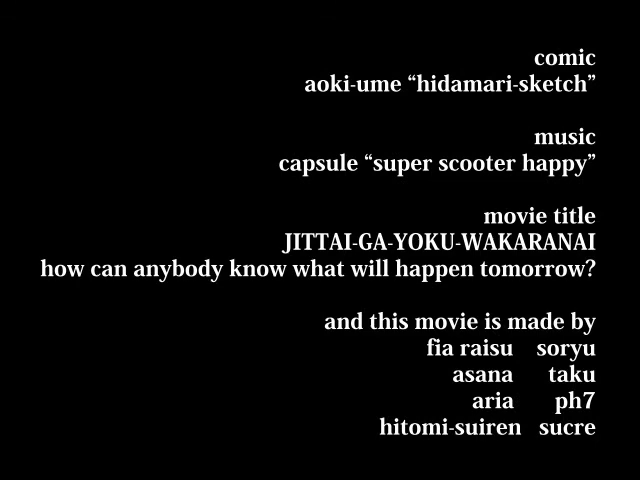 comic
aoki-ume “hidamari-sketch”
music
capsule “super scooter happy”
movie title
JITTAI-GA-YOKU-WAKARANAI
how can anybody know what will happen tomorrow?
and this movie is made by
fia raisu soryu
asana taku
aria ph7
hitomi-suiren sucre